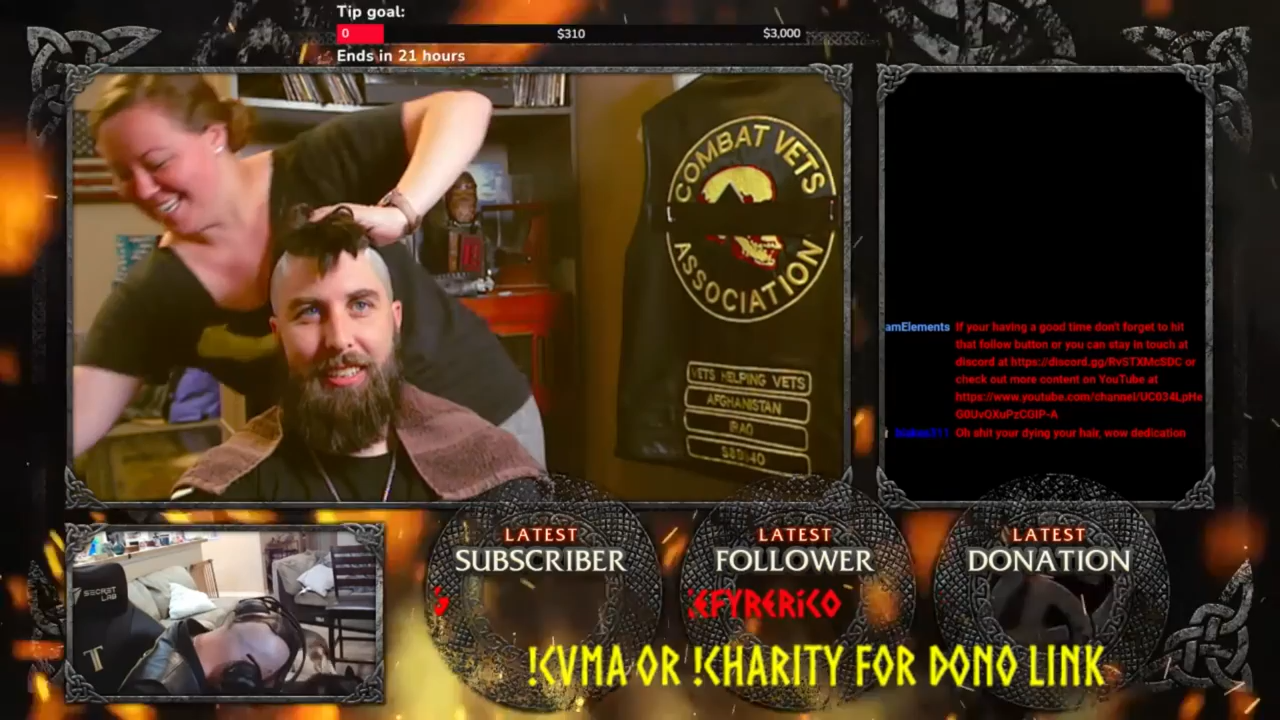 Tip goal:
0 $310 $3,000
Ends in 21 hours
COMBAT VETS
ASSOCIATION
VETS HELPING VETS
AFGHANISTAN
IRAQ
amElements If your having a good time don't forget to hit
that follow button or you can stay in touch at
discord at https://discord.gg/RvSTXMcSDC or
check out more content on YouTube at
https://www.youtube.com/channel/UC034LpHe
G0UvQXuPzCGIP-A
Oh shit your dying your hair, wow dedication
SECRET
LAB
LATEST
SUBSCRIBER
LATEST
FOLLOWER
EFYRERICO
LATEST
DONATION
!CVMA OR !CHARITY FOR DONO LINK